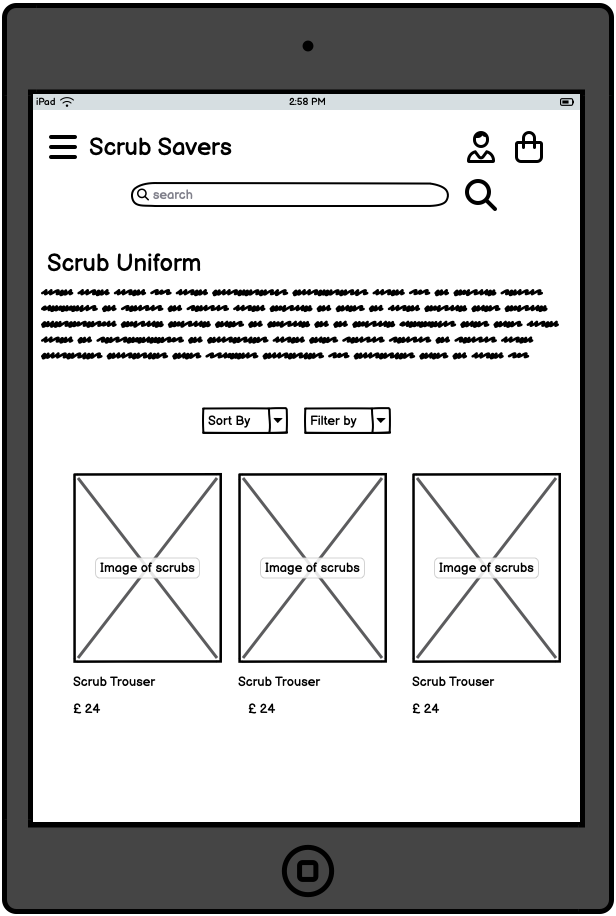 iPad
2:58 PM
Scrub Savers
search
Scrub Uniform
Sort By Filter by
Image of scrubs Image of scrubs Image of scrubs
Scrub Trouser Scrub Trouser Scrub Trouser
£ 24 £ 24 £ 24